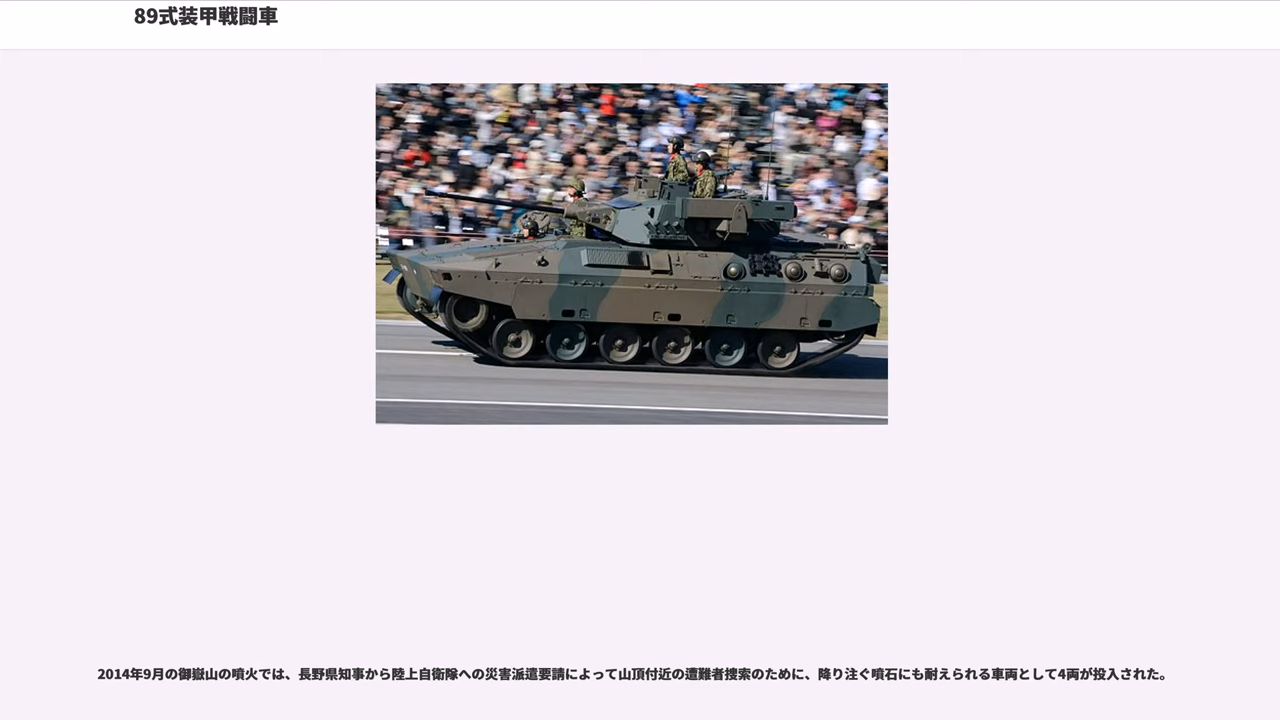 89式装甲戦闘車
2014年9月の御嶽山の噴火では、長野県知事から陸上自衛隊への災害派遣要請によって山頂付近の遭難者捜索のために、降り注ぐ噴石にも耐えられる車両として4両が投入された。